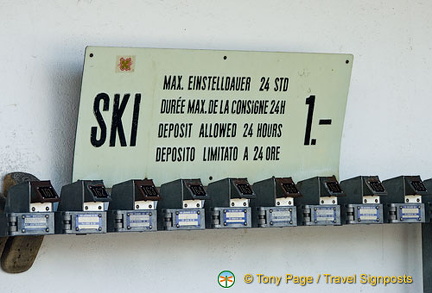 MAX. EINSTELLDAUER 24 STD
DURÉE MAX. DE LA CONSIGNE 24H
SKI
1.-
DEPOSIT ALLOWED 24 HOURS
DEPOSITO LIMITATO A 24 ORE
© Tony Page / Travel Signposts